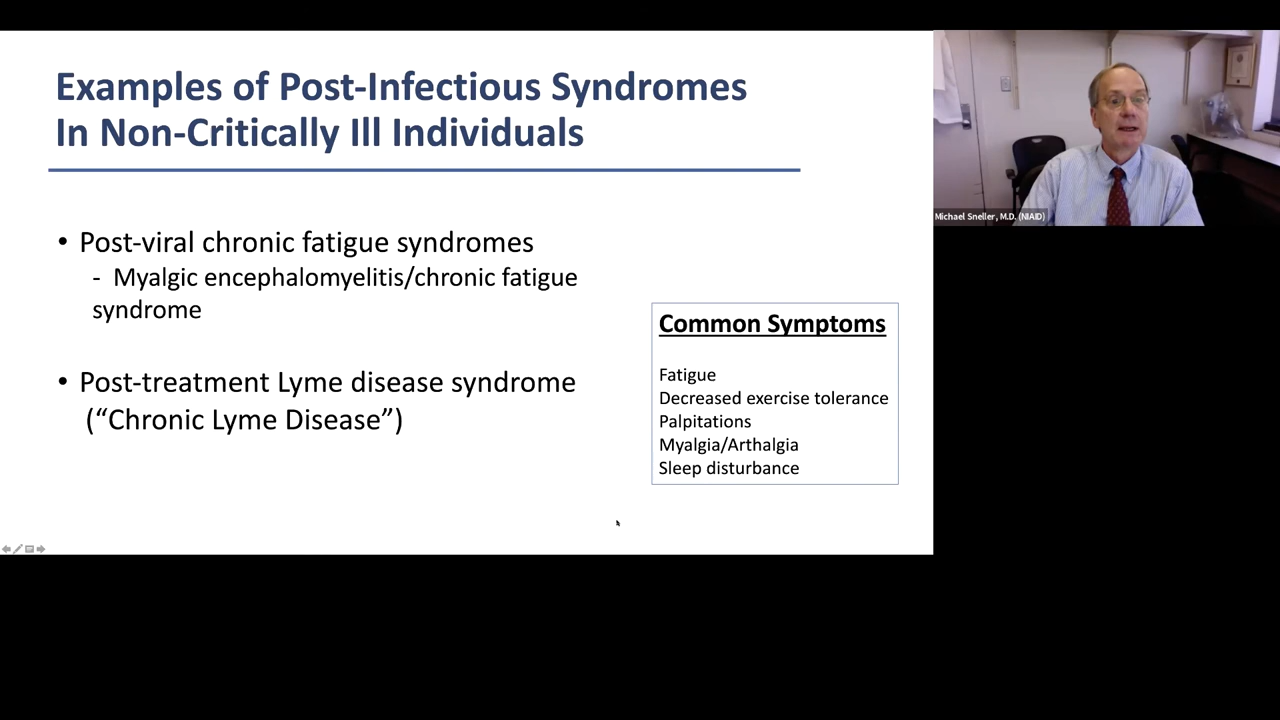 Examples of Post-Infectious Syndromes
In Non-Critically Ill Individuals
• Post-viral chronic fatigue syndromes
- Myalgic encephalomyelitis/chronic fatigue
syndrome
• Post-treatment Lyme disease syndrome
(“Chronic Lyme Disease”)
Common Symptoms
Fatigue
Decreased exercise tolerance
Palpitations
Myalgia/Arthalgia
Sleep disturbance
Michael Sneller, M.D. (NIAID)